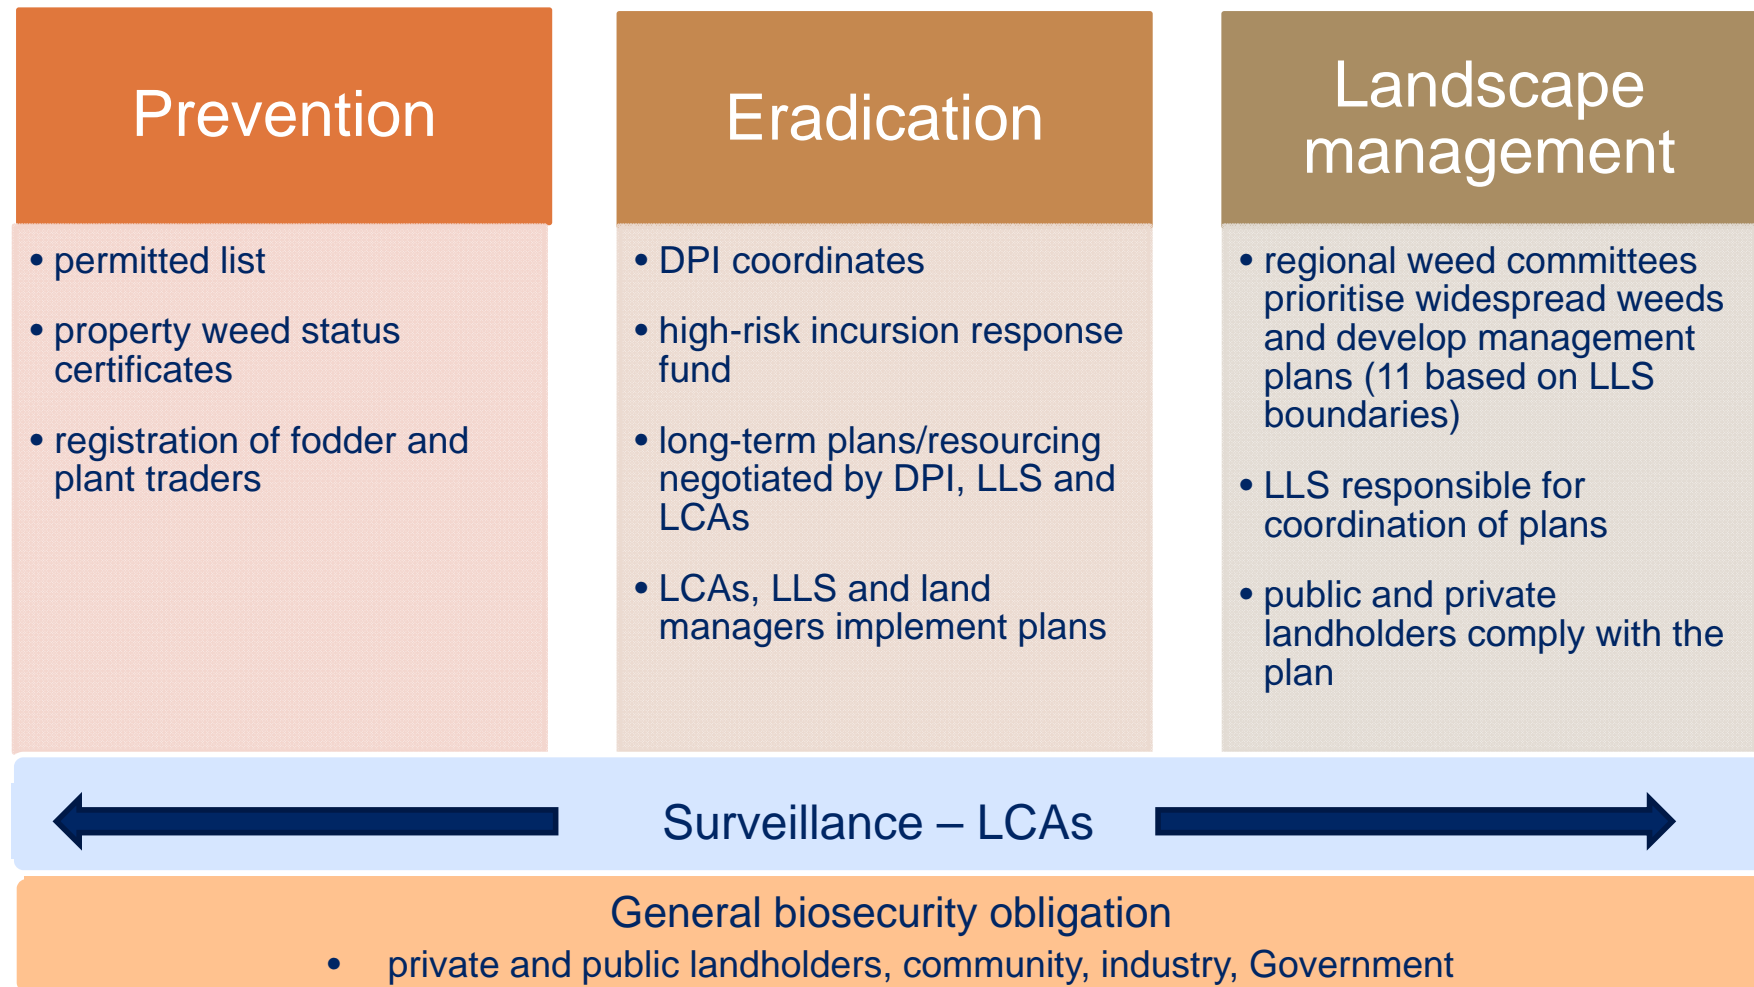 Prevention
• permitted list
• property weed status
certificates
• registration of fodder and
plant traders
Eradication
• DPI coordinates
• high-risk incursion response
fund
• long-term plans/resourcing
negotiated by DPI, LLS and
LCAs
• LCAs, LLS and land
managers implement plans
Landscape
management
• regional weed committees
prioritise widespread weeds
and develop management
plans (11 based on LLS
boundaries)
• LLS responsible for
coordination of plans
• public and private
landholders comply with the
plan
Surveillance – LCAs
General biosecurity obligation
• private and public landholders, community, industry, Government